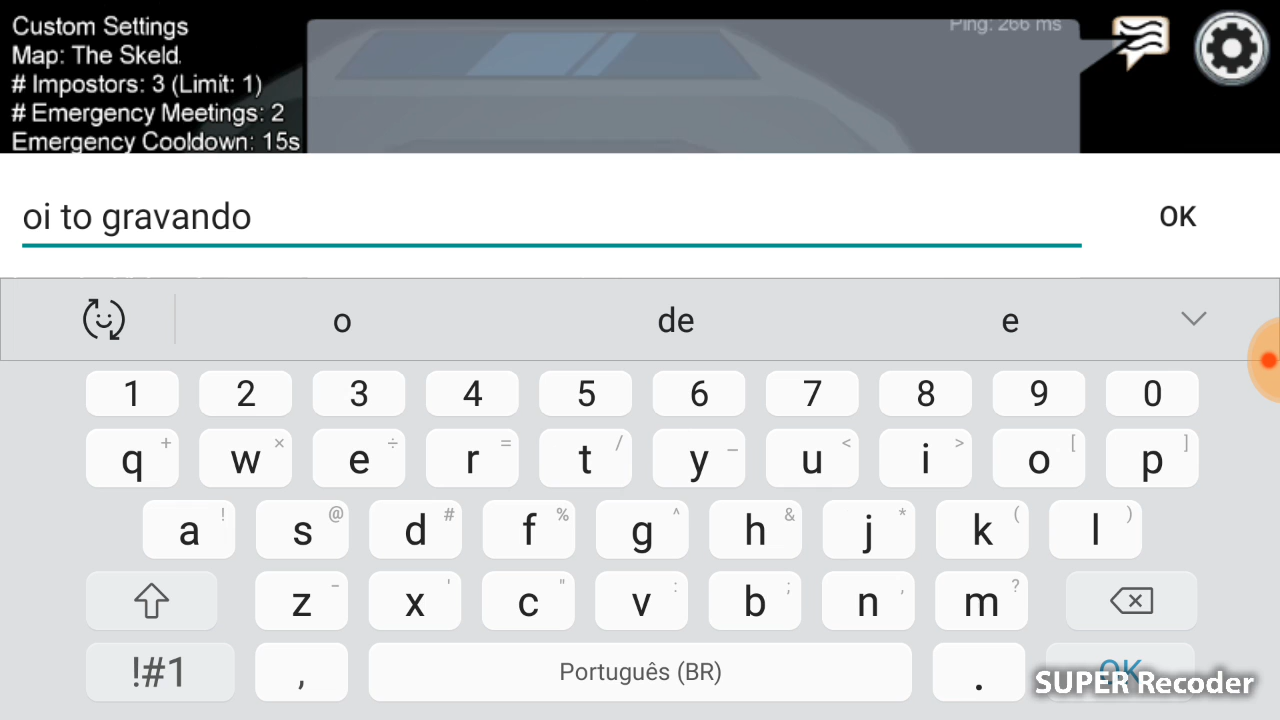 Custom Settings
Map: The Skeld.
# Impostors: 3 (Limit: 1)
# Emergency Meetings: 2
Emergency Cooldown: 15s
Ping: 266 ms
oi to gravando
OK
o de e
1 2 3 4 5 6 7 8 9 0
q + w × e ÷ r = t / y _ u < i > o [ p ]
a ! s @ d # f % g ^ h & j * k ( l )
z - x ' c " v : b ; n , m ?
!#1 , Português (BR) . OK
SUPER Recoder